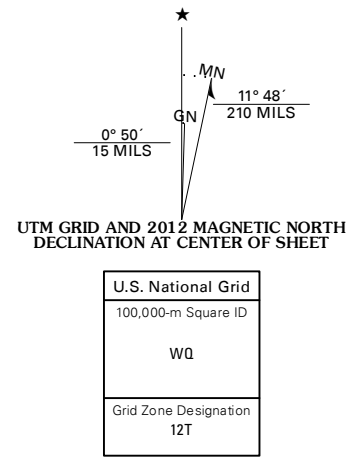 MN
11° 48´
210 MILS
GN
0° 50´
15 MILS
UTM GRID AND 2012 MAGNETIC NORTH
DECLINATION AT CENTER OF SHEET
U.S. National Grid
100,000-m Square ID
WQ
Grid Zone Designation
12T